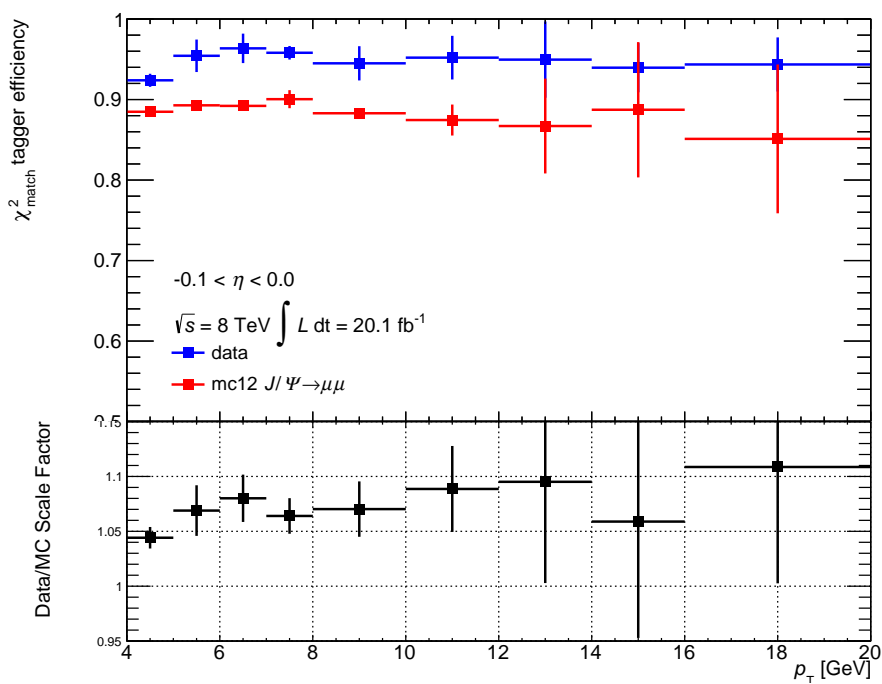 1
0.9
0.8
0.7
0.6
χ²match tagger efficiency
-0.1 < η < 0.0
√s = 8 TeV ∫ L dt = 20.1 fb⁻¹
data
mc12 J/Ψ→μμ
1.1
1.05
1
0.95
Data/MC Scale Factor
4 6 8 10 12 14 16 18 20
pT [GeV]